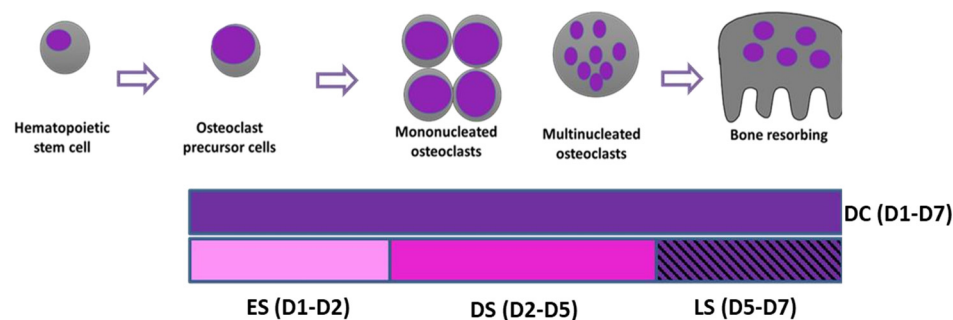 Hematopoietic
stem cell
Osteoclast
precursor cells
Mononucleated
osteoclasts
Multinucleated
osteoclasts
Bone resorbing
DC (D1-D7)
ES (D1-D2)
DS (D2-D5)
LS (D5-D7)